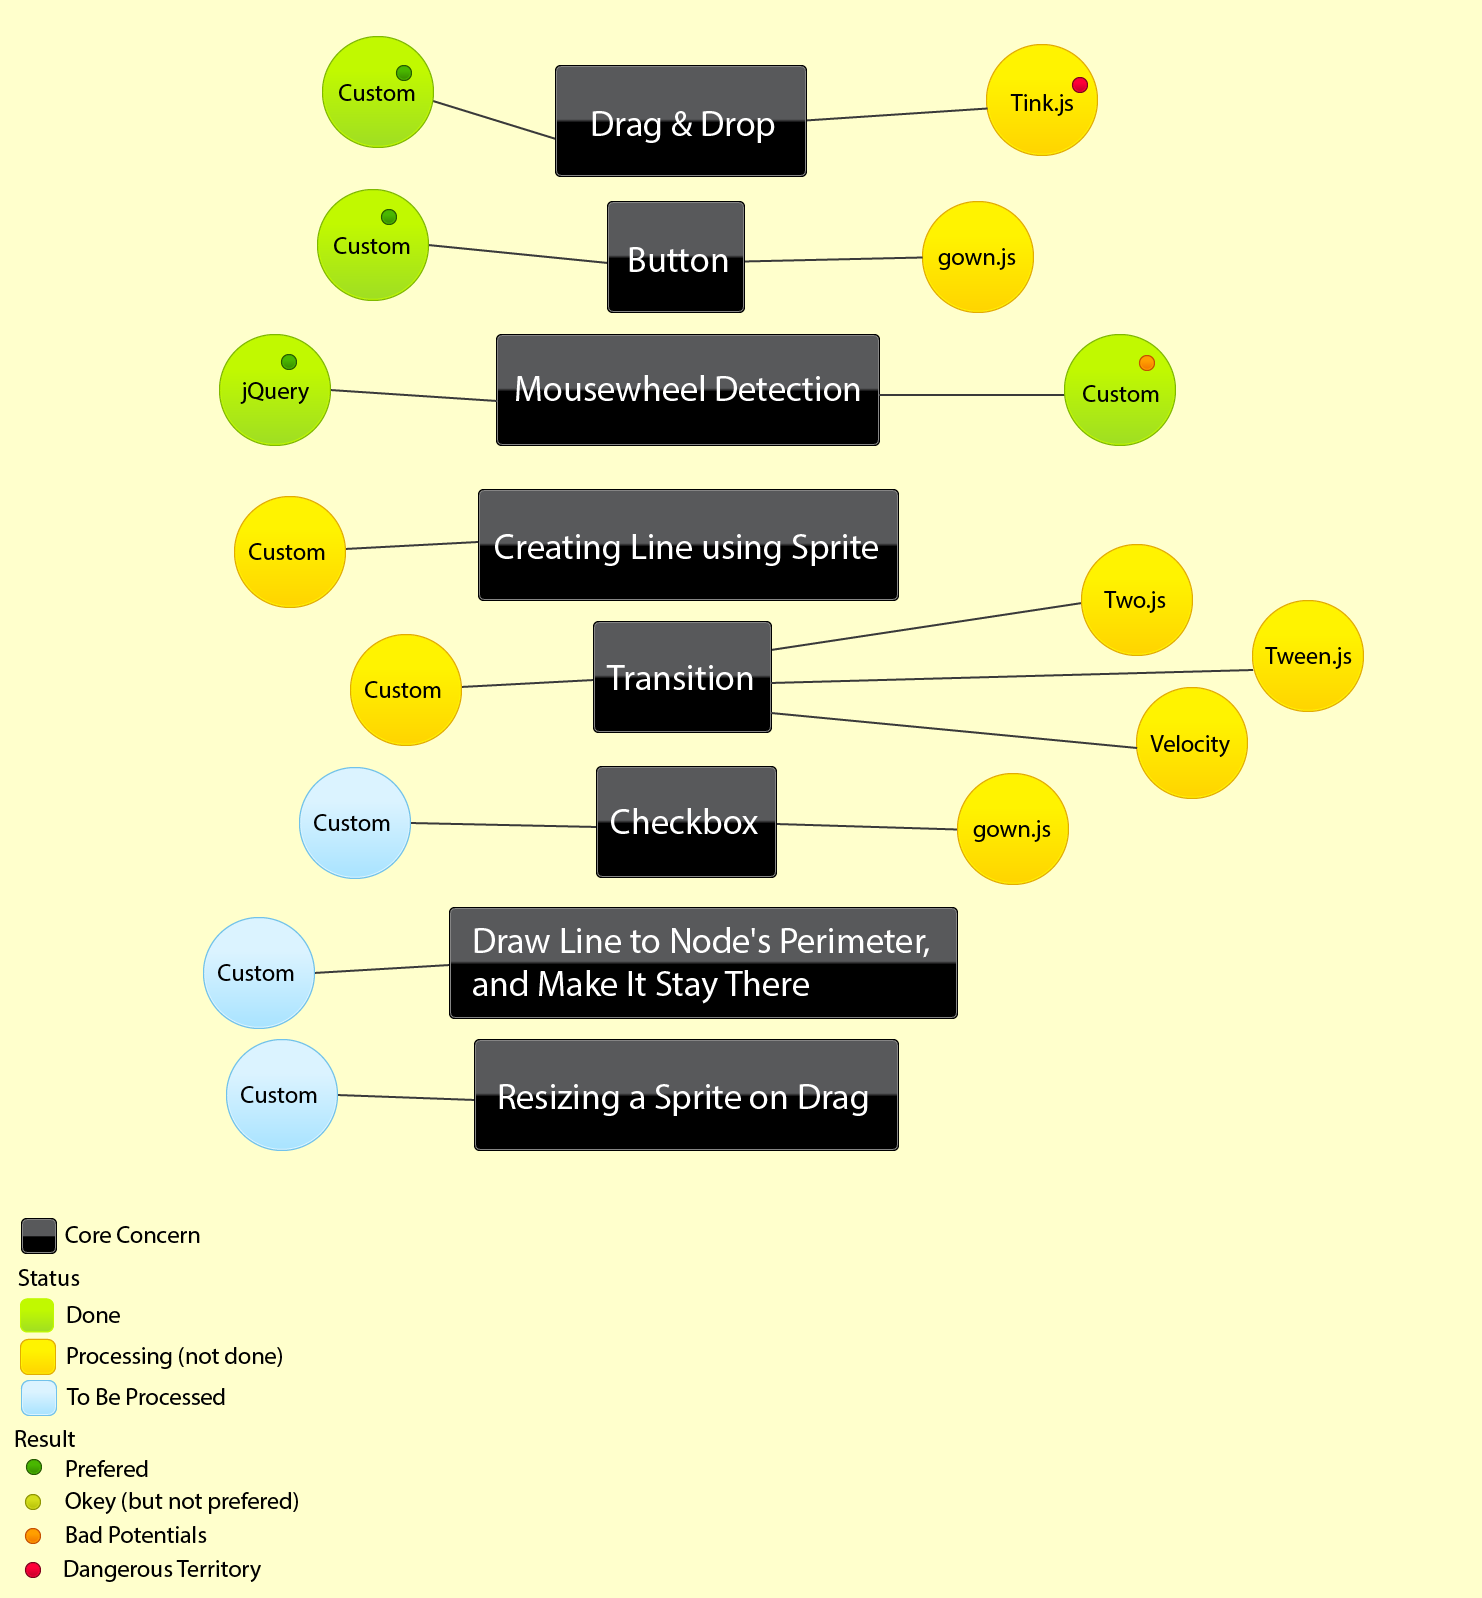 Custom
Drag & Drop
Tink.js
Custom
Button
gown.js
jQuery
Mousewheel Detection
Custom
Custom
Creating Line using Sprite
Two.js
Tween.js
Custom
Transition
Velocity
Custom
Checkbox
gown.js
Custom
Draw Line to Node's Perimeter,
and Make It Stay There
Custom
Resizing a Sprite on Drag
Core Concern
Status
Done
Processing (not done)
To Be Processed
Result
Prefered
Okey (but not prefered)
Bad Potentials
Dangerous Territory